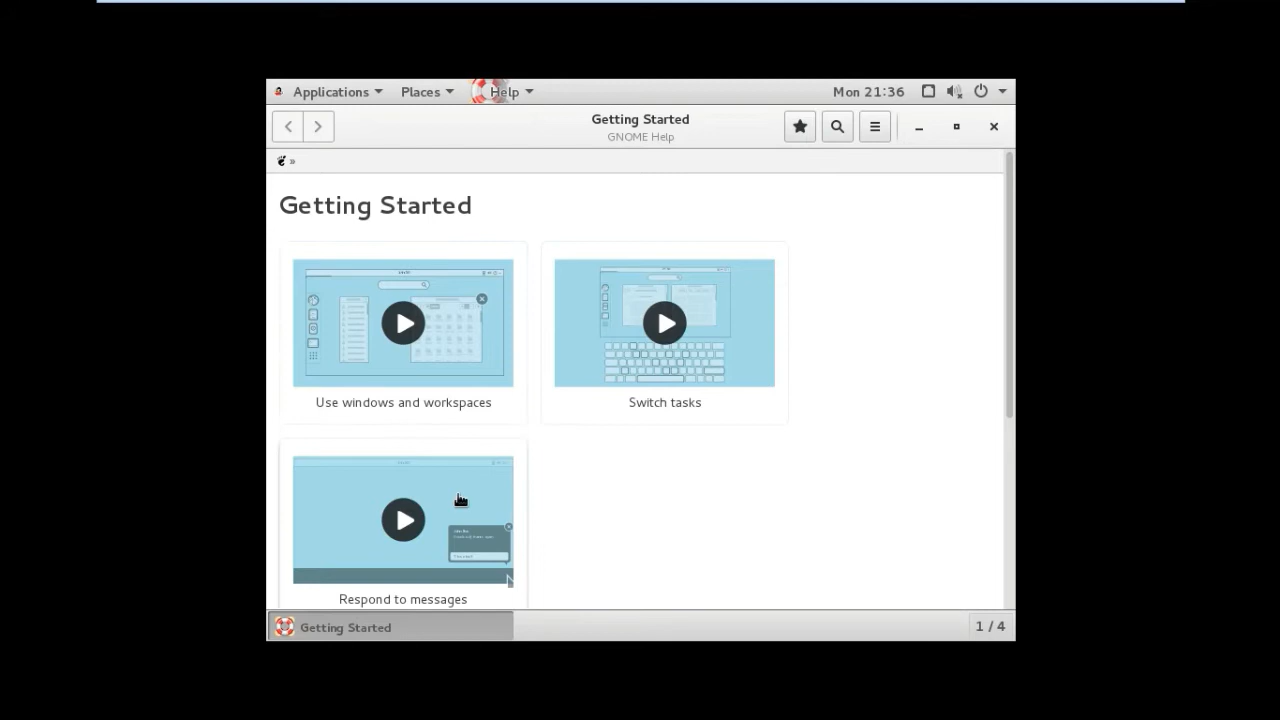 Applications Places Help Mon 21:36
Getting Started
GNOME Help
»
Getting Started
Use windows and workspaces
Switch tasks
Respond to messages
Getting Started
1 / 4